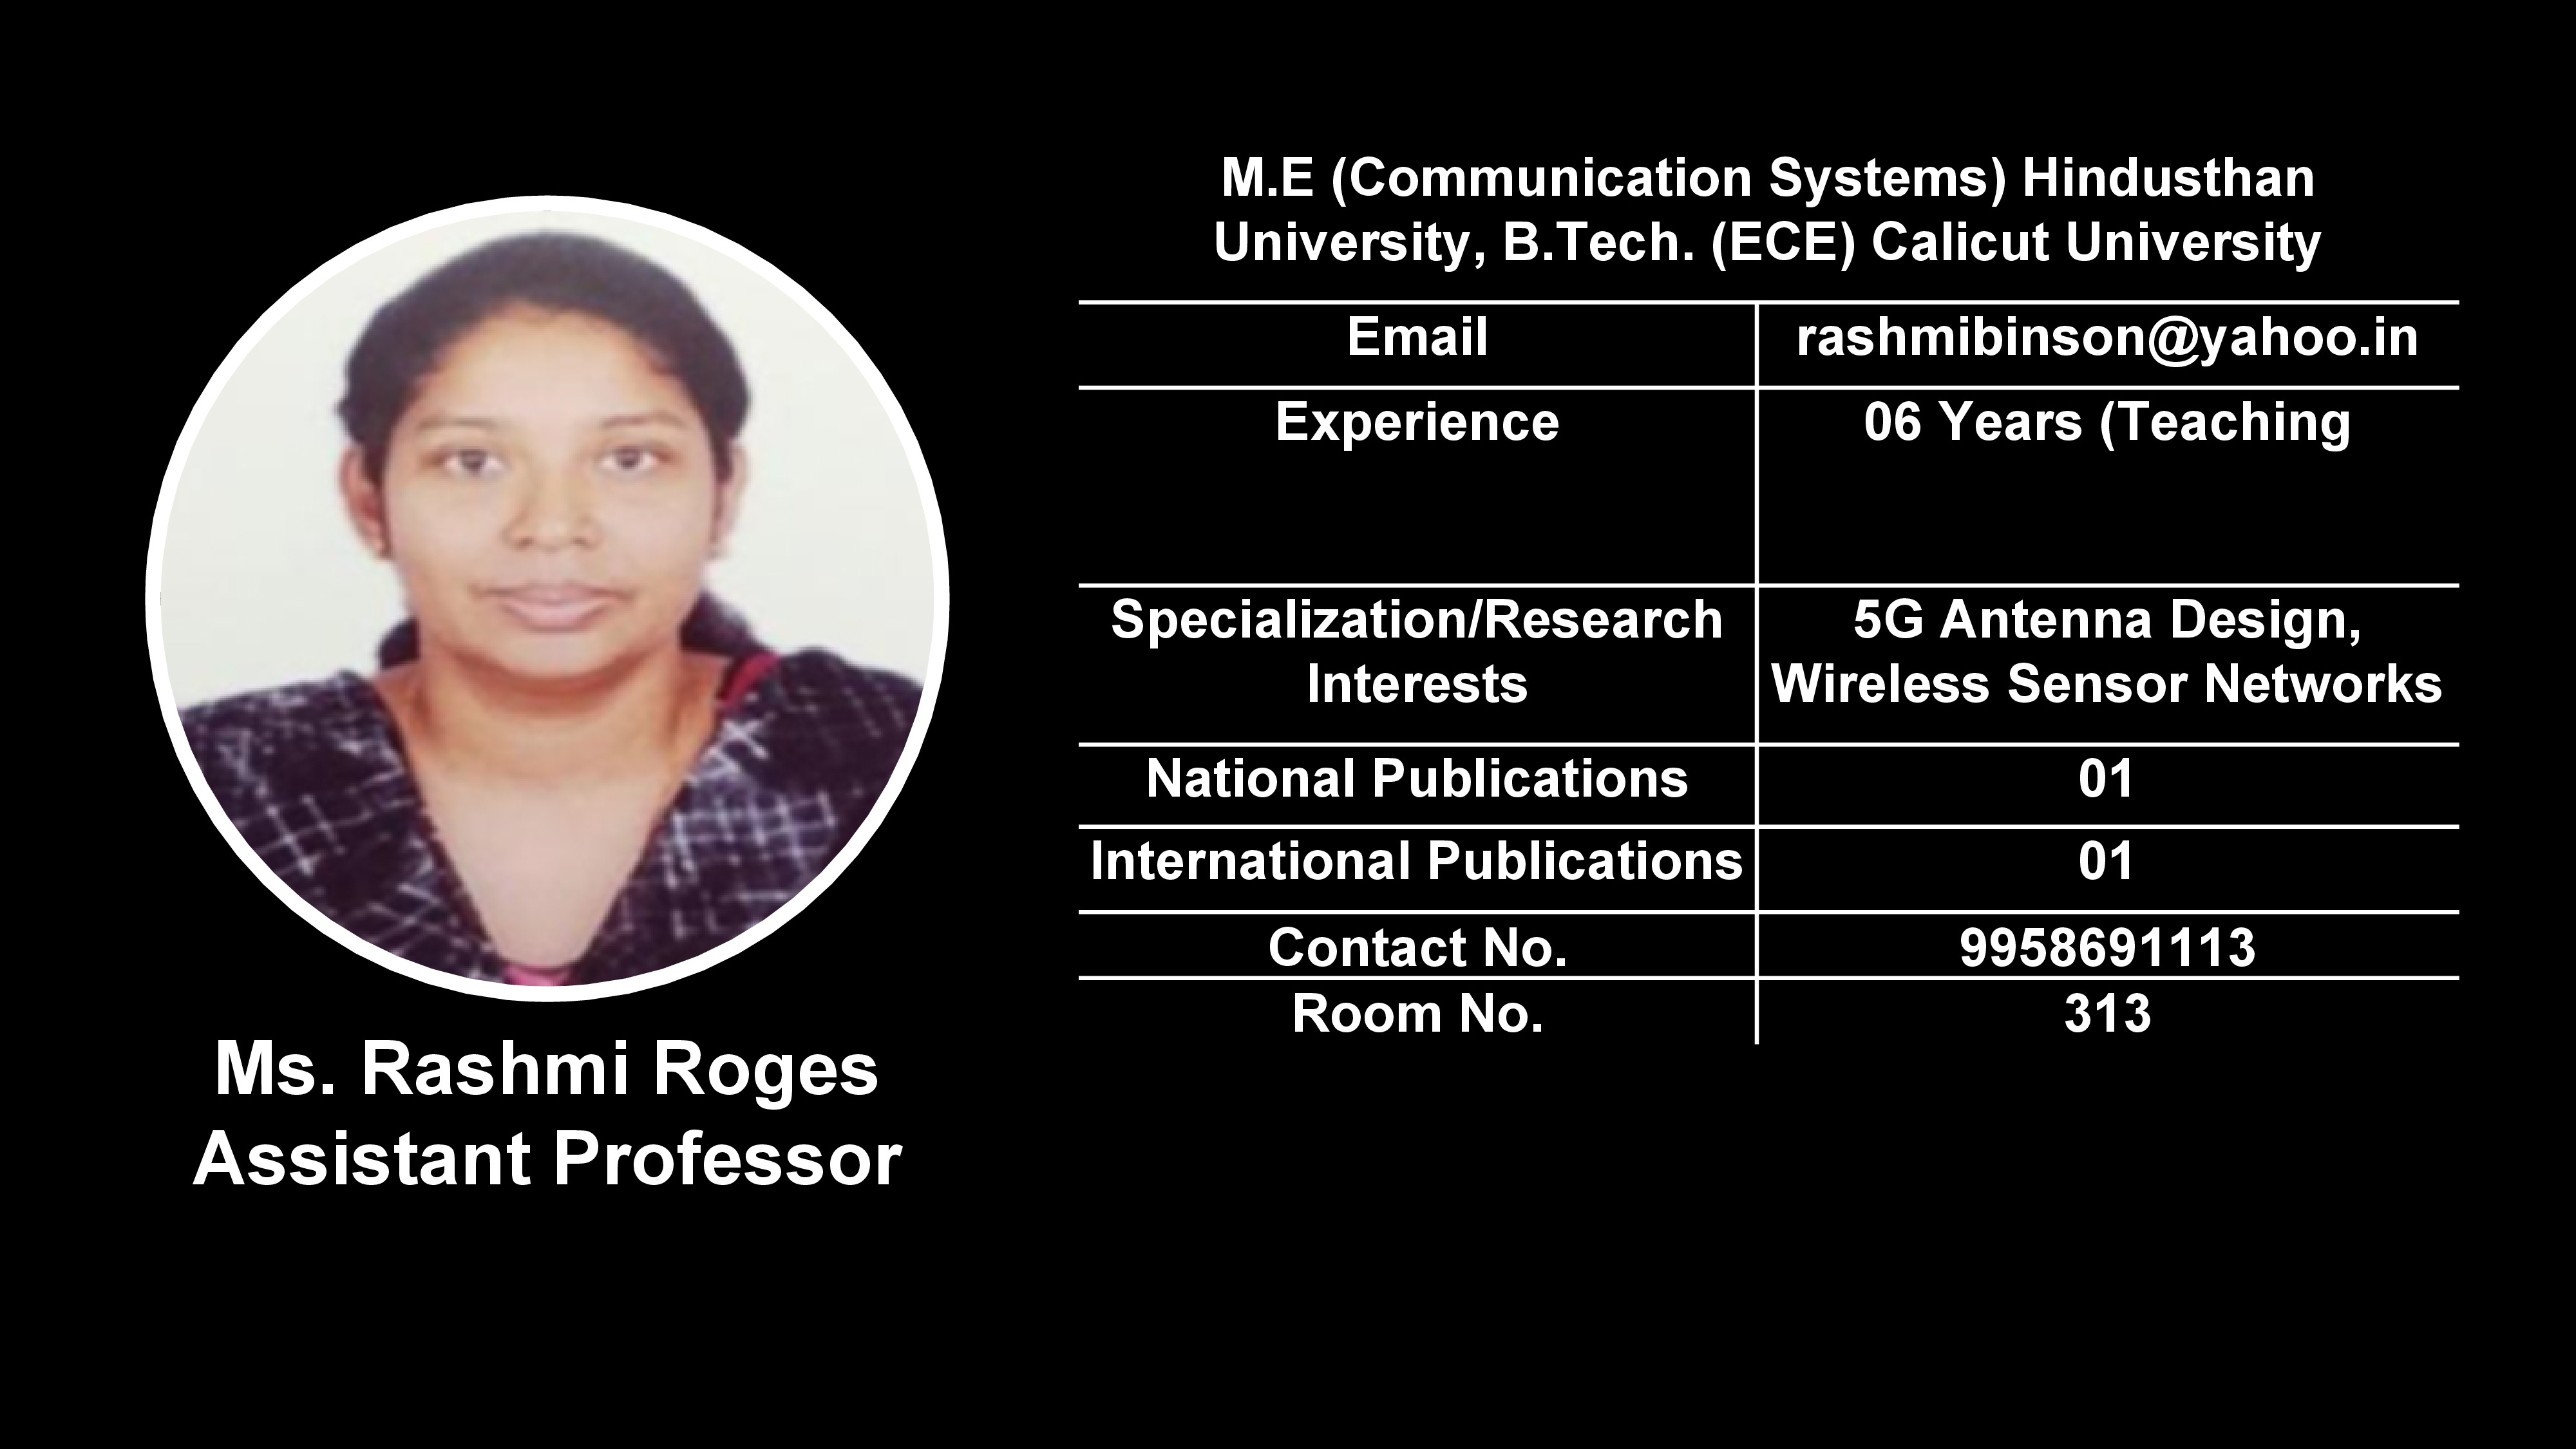 M.E (Communication Systems) Hindusthan
University, B.Tech. (ECE) Calicut University
Email rashmibinson@yahoo.in
Experience 06 Years (Teaching
Specialization/Research 5G Antenna Design,
Interests Wireless Sensor Networks
National Publications 01
International Publications 01
Contact No. 9958691113
Room No. 313
Ms. Rashmi Roges
Assistant Professor